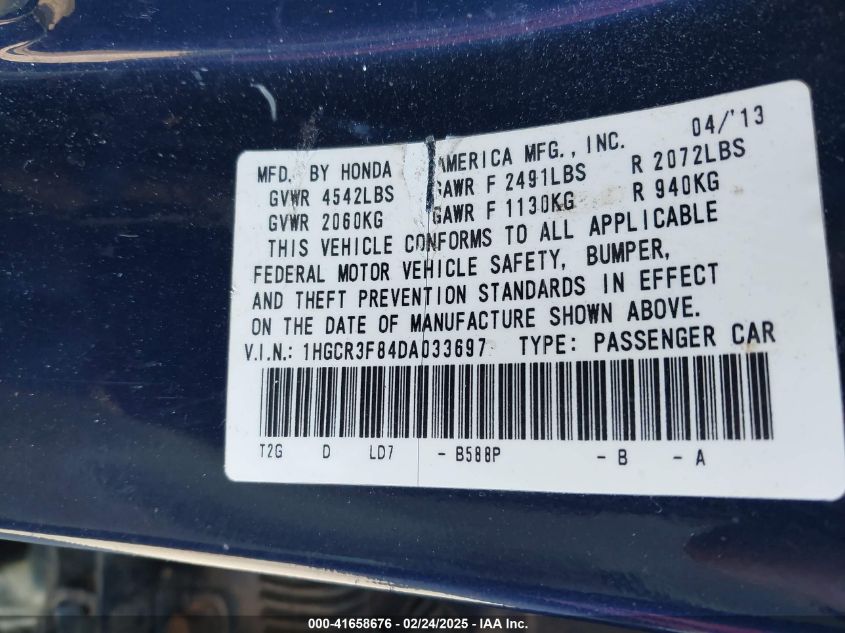 MFD. BY HONDA AMERICA MFG., INC. 04/'13
GVWR 4542LBS GAWR F 2491LBS R 2072LBS
GVWR 2060KG GAWR F 1130KG R 940KG
THIS VEHICLE CONFORMS TO ALL APPLICABLE
FEDERAL MOTOR VEHICLE SAFETY, BUMPER,
AND THEFT PREVENTION STANDARDS IN EFFECT
ON THE DATE OF MANUFACTURE SHOWN ABOVE.
V.I.N.: 1HGCR3F84DA033697 TYPE: PASSENGER CAR
T2G D LD7 - B588P - B - A
000-41658676 - 02/24/2025 - IAA Inc.